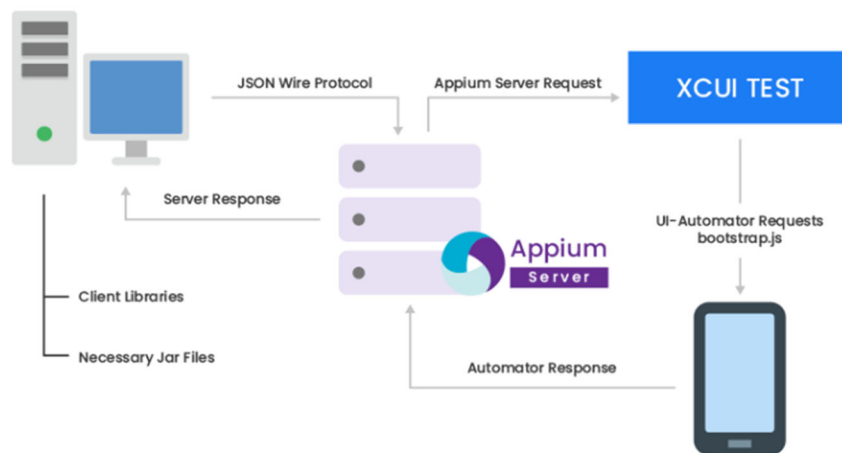 JSON Wire Protocol
Appium Server Request
XCUI TEST
Server Response
UI-Automator Requests
bootstrap.js
Appium
Server
Client Libraries
Necessary Jar Files
Automator Response